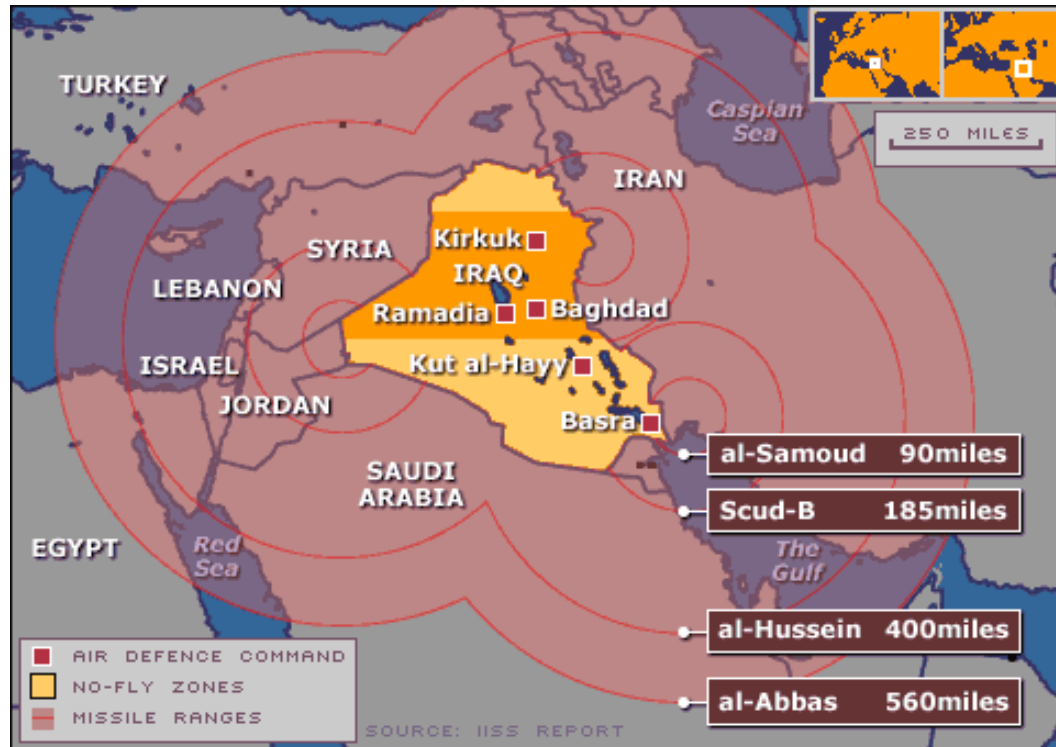 TURKEY
Caspian
Sea
250 MILES
IRAN
Kirkuk
SYRIA
IRAQ
LEBANON
Ramadia
Baghdad
ISRAEL
Kut al-Hayy
JORDAN
Basra
al-Samoud 90miles
SAUDI
ARABIA
Scud-B 185miles
EGYPT
Red
Sea
The
Gulf
al-Hussein 400miles
AIR DEFENCE COMMAND
NO-FLY ZONES
al-Abbas 560miles
MISSILE RANGES
SOURCE: IISS REPORT